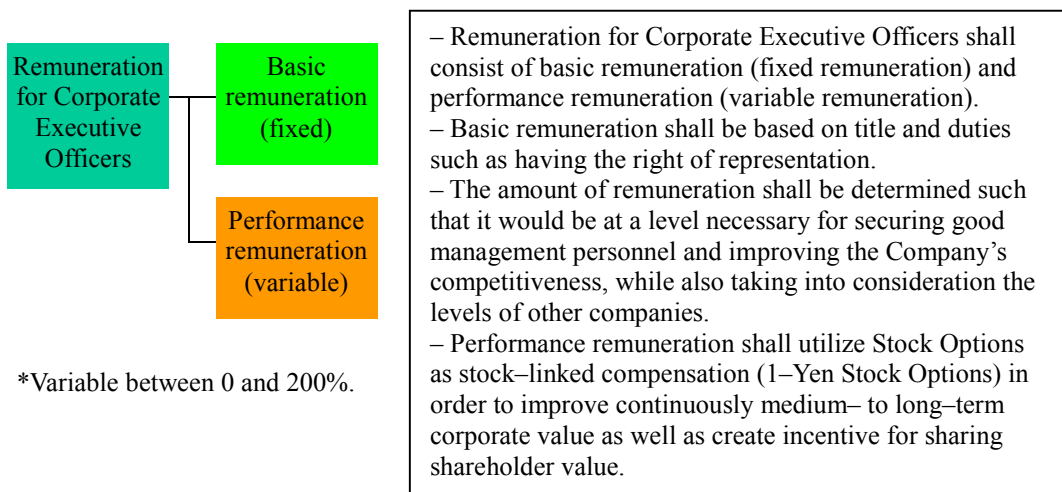 Remuneration
for Corporate
Executive
Officers
Basic
remuneration
(fixed)
Performance
remuneration
(variable)
*Variable between 0 and 200%.
– Remuneration for Corporate Executive Officers shall
consist of basic remuneration (fixed remuneration) and
performance remuneration (variable remuneration).
– Basic remuneration shall be based on title and duties
such as having the right of representation.
– The amount of remuneration shall be determined such
that it would be at a level necessary for securing good
management personnel and improving the Company’s
competitiveness, while also taking into consideration the
levels of other companies.
– Performance remuneration shall utilize Stock Options
as stock–linked compensation (1–Yen Stock Options) in
order to improve continuously medium– to long–term
corporate value as well as create incentive for sharing
shareholder value.